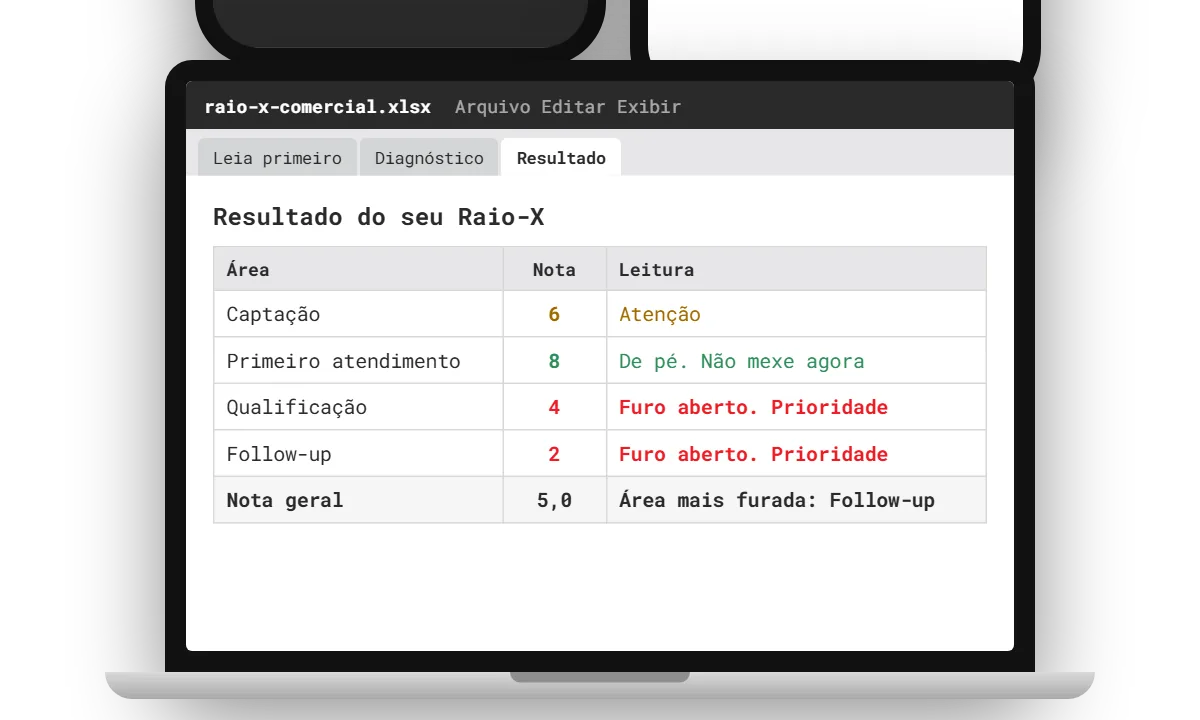 raio-x-comercial.xlsx Arquivo Editar Exibir
Leia primeiro Diagnóstico Resultado
Resultado do seu Raio-X
Área Nota Leitura
Captação 6 Atenção
Primeiro atendimento 8 De pé. Não mexe agora
Qualificação 4 Furo aberto. Prioridade
Follow-up 2 Furo aberto. Prioridade
Nota geral 5,0 Área mais furada: Follow-up